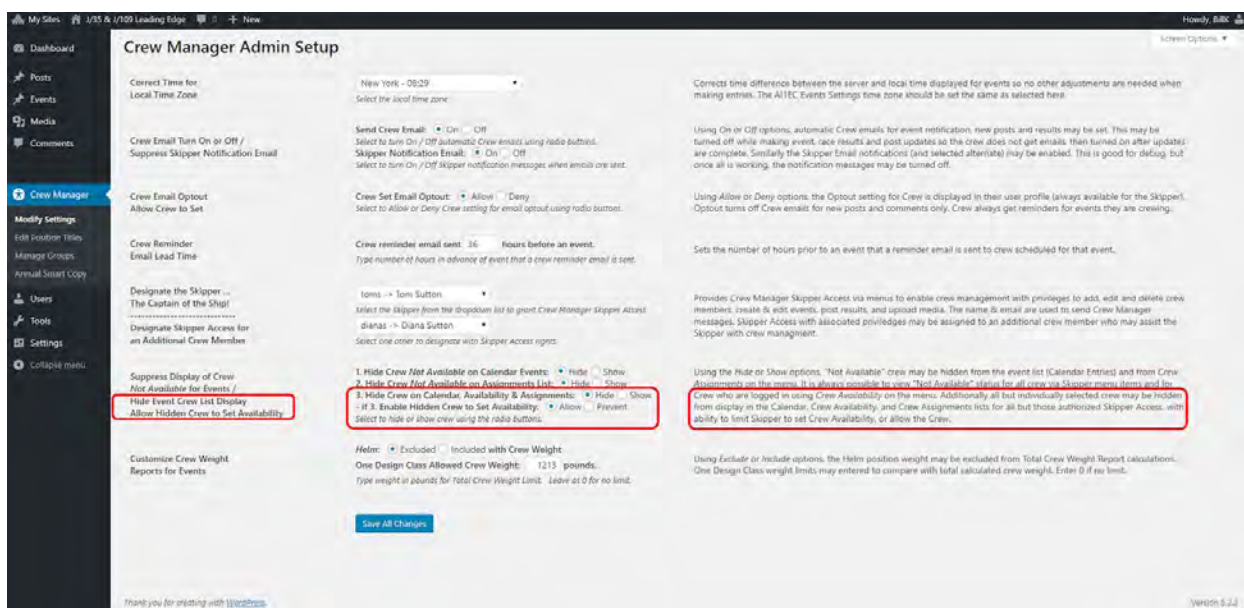 My Sites J/35 & J/109 Leading Edge 0 + New Howdy, BillK
Screen Options ▼
Dashboard
Posts
Events
Media
Comments
Crew Manager
Modify Settings
Edit Position Titles
Manage Groups
Annual Smart Copy
Users
Tools
Settings
Collapse menu
Crew Manager Admin Setup
Correct Time for
Local Time Zone
New York - 08:29
Select the local time zone
Corrects time difference between the server and local time displayed for events so no other adjustments are needed when
making entries. The AITEC Events Settings time zone should be set the same as selected here.
Crew Email Turn On or Off /
Suppress Skipper Notification Email
Send Crew Email: On Off
Select to turn On / Off automatic Crew emails using radio buttons.
Skipper Notification Email: On Off
Select to turn On / Off Skipper notification messages when emails are sent.
Using On or Off options, automatic Crew emails for event notification, new posts and results may be set. This may be
turned off while making event, race results and post updates so the crew does not get emails, then turned on after updates
are complete. Similarly the Skipper Email notifications (and selected alternate) may be enabled. This is good for debug, but
once all is working, the notification messages may be turned off.
Crew Email Optout
Allow Crew to Set
Crew Set Email Optout: Allow Deny
Select to Allow or Deny Crew setting for email optout using radio buttons.
Using Allow or Deny options, the Optout setting for Crew is displayed in their user profile (always available for the Skipper).
Optout turns off Crew emails for new posts and comments only. Crew always get reminders for events they are crewing.
Crew Reminder
Email Lead Time
Crew reminder email sent 36 hours before an event.
Type number of hours in advance of event that a crew reminder email is sent.
Sets the number of hours prior to an event that a reminder email is sent to crew scheduled for that event.
Designate the Skipper ...
The Captain of the Ship!
------------------------------
Designate Skipper Access for
an Additional Crew Member
toms -> Tom Sutton
Select the Skipper from the dropdown list to grant Crew Manager Skipper Access
dianas -> Diana Sutton
Select one other to designate with Skipper Access rights.
Provides Crew Manager Skipper Access via menus to enable crew management with privileges to add, edit and delete crew
members, create & edit events, post results, and upload media. The name & email are used to send Crew Manager
messages. Skipper Access with associated priviledges may be assigned to an additional crew member who may assist the
Skipper with crew managment.
Suppress Display of Crew
Not Available for Events /
Hide Event Crew List Display
Allow Hidden Crew to Set Availability
1. Hide Crew Not Available on Calendar Events: Hide Show
2. Hide Crew Not Available on Assignments List: Hide Show
3. Hide Crew on Calendar, Availability & Assignments: Hide Show
- If 3. Enable Hidden Crew to Set Availability: Allow Prevent
Select to hide or show crew using the radio buttons.
Using the Hide or Show options, "Not Available" crew may be hidden from the event list (Calendar Entries) and from Crew
Assignments on the menu. It is always possible to view "Not Available" status for all crew via Skipper menu items and for
Crew who are logged in using Crew Availability on the menu. Additionally all but individually selected crew may be hidden
from display in the Calendar, Crew Availability, and Crew Assignments lists for all but those authorized Skipper Access, with
ability to limit Skipper to set Crew Availability, or allow the Crew.
Customize Crew Weight
Reports for Events
Helm: Excluded Included with Crew Weight
One Design Class Allowed Crew Weight: 1213 pounds.
Type weight in pounds for Total Crew Weight Limit. Leave at 0 for no limit.
Using Exclude or Include options, the Helm position weight may be excluded from Total Crew Weight Report calculations.
One Design Class weight limits may entered to compare with total calculated crew weight. Enter 0 if no limit.
Save All Changes
Thank you for creating with WordPress.
Version 5.2.2